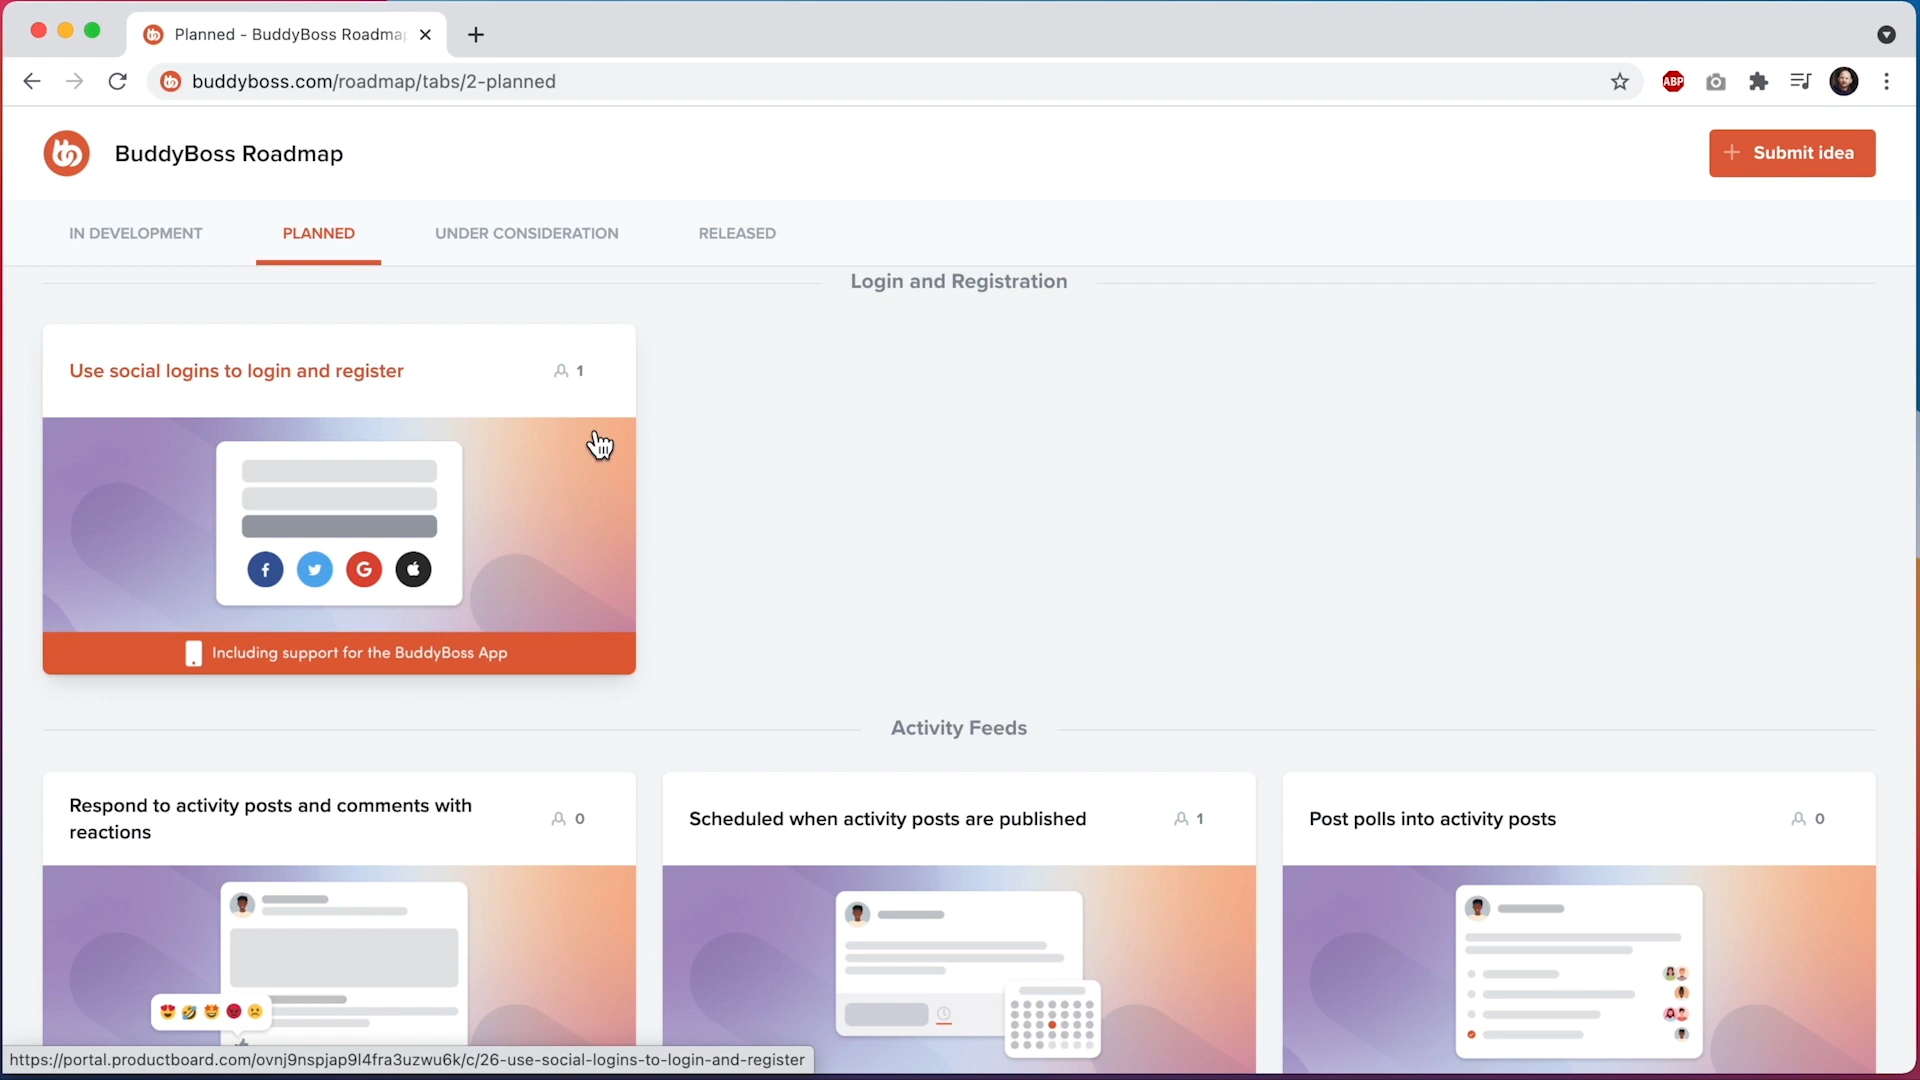 Planned - BuddyBoss Roadma
buddyboss.com/roadmap/tabs/2-planned
ABP
BuddyBoss Roadmap
+ Submit idea
IN DEVELOPMENT
PLANNED
UNDER CONSIDERATION
RELEASED
Login and Registration
Use social logins to login and register
1
Including support for the BuddyBoss App
Activity Feeds
Respond to activity posts and comments with
reactions
0
Scheduled when activity posts are published
1
Post polls into activity posts
0
https://portal.productboard.com/ovnj9nspjap9l4fra3uzwu6k/c/26-use-social-logins-to-login-and-register